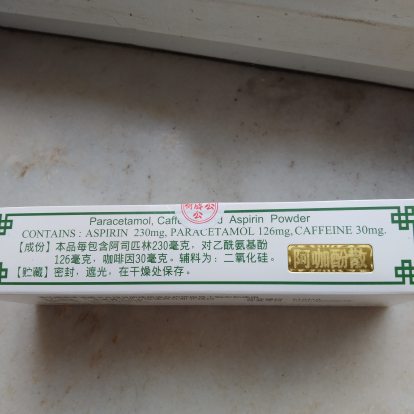 Paracetamol, Caffe d Aspirin Powder
CONTAINS: ASPIRIN 230mg, PARACETAMOL 126mg, CAFFEINE 30mg.
【成份】本品每包含阿司匹林230毫克，对乙酰氨基酚
126毫克，咖啡因30毫克。辅料为：二氧化硅。
阿咖酚散
【贮藏】密封，遮光，在干燥处保存。